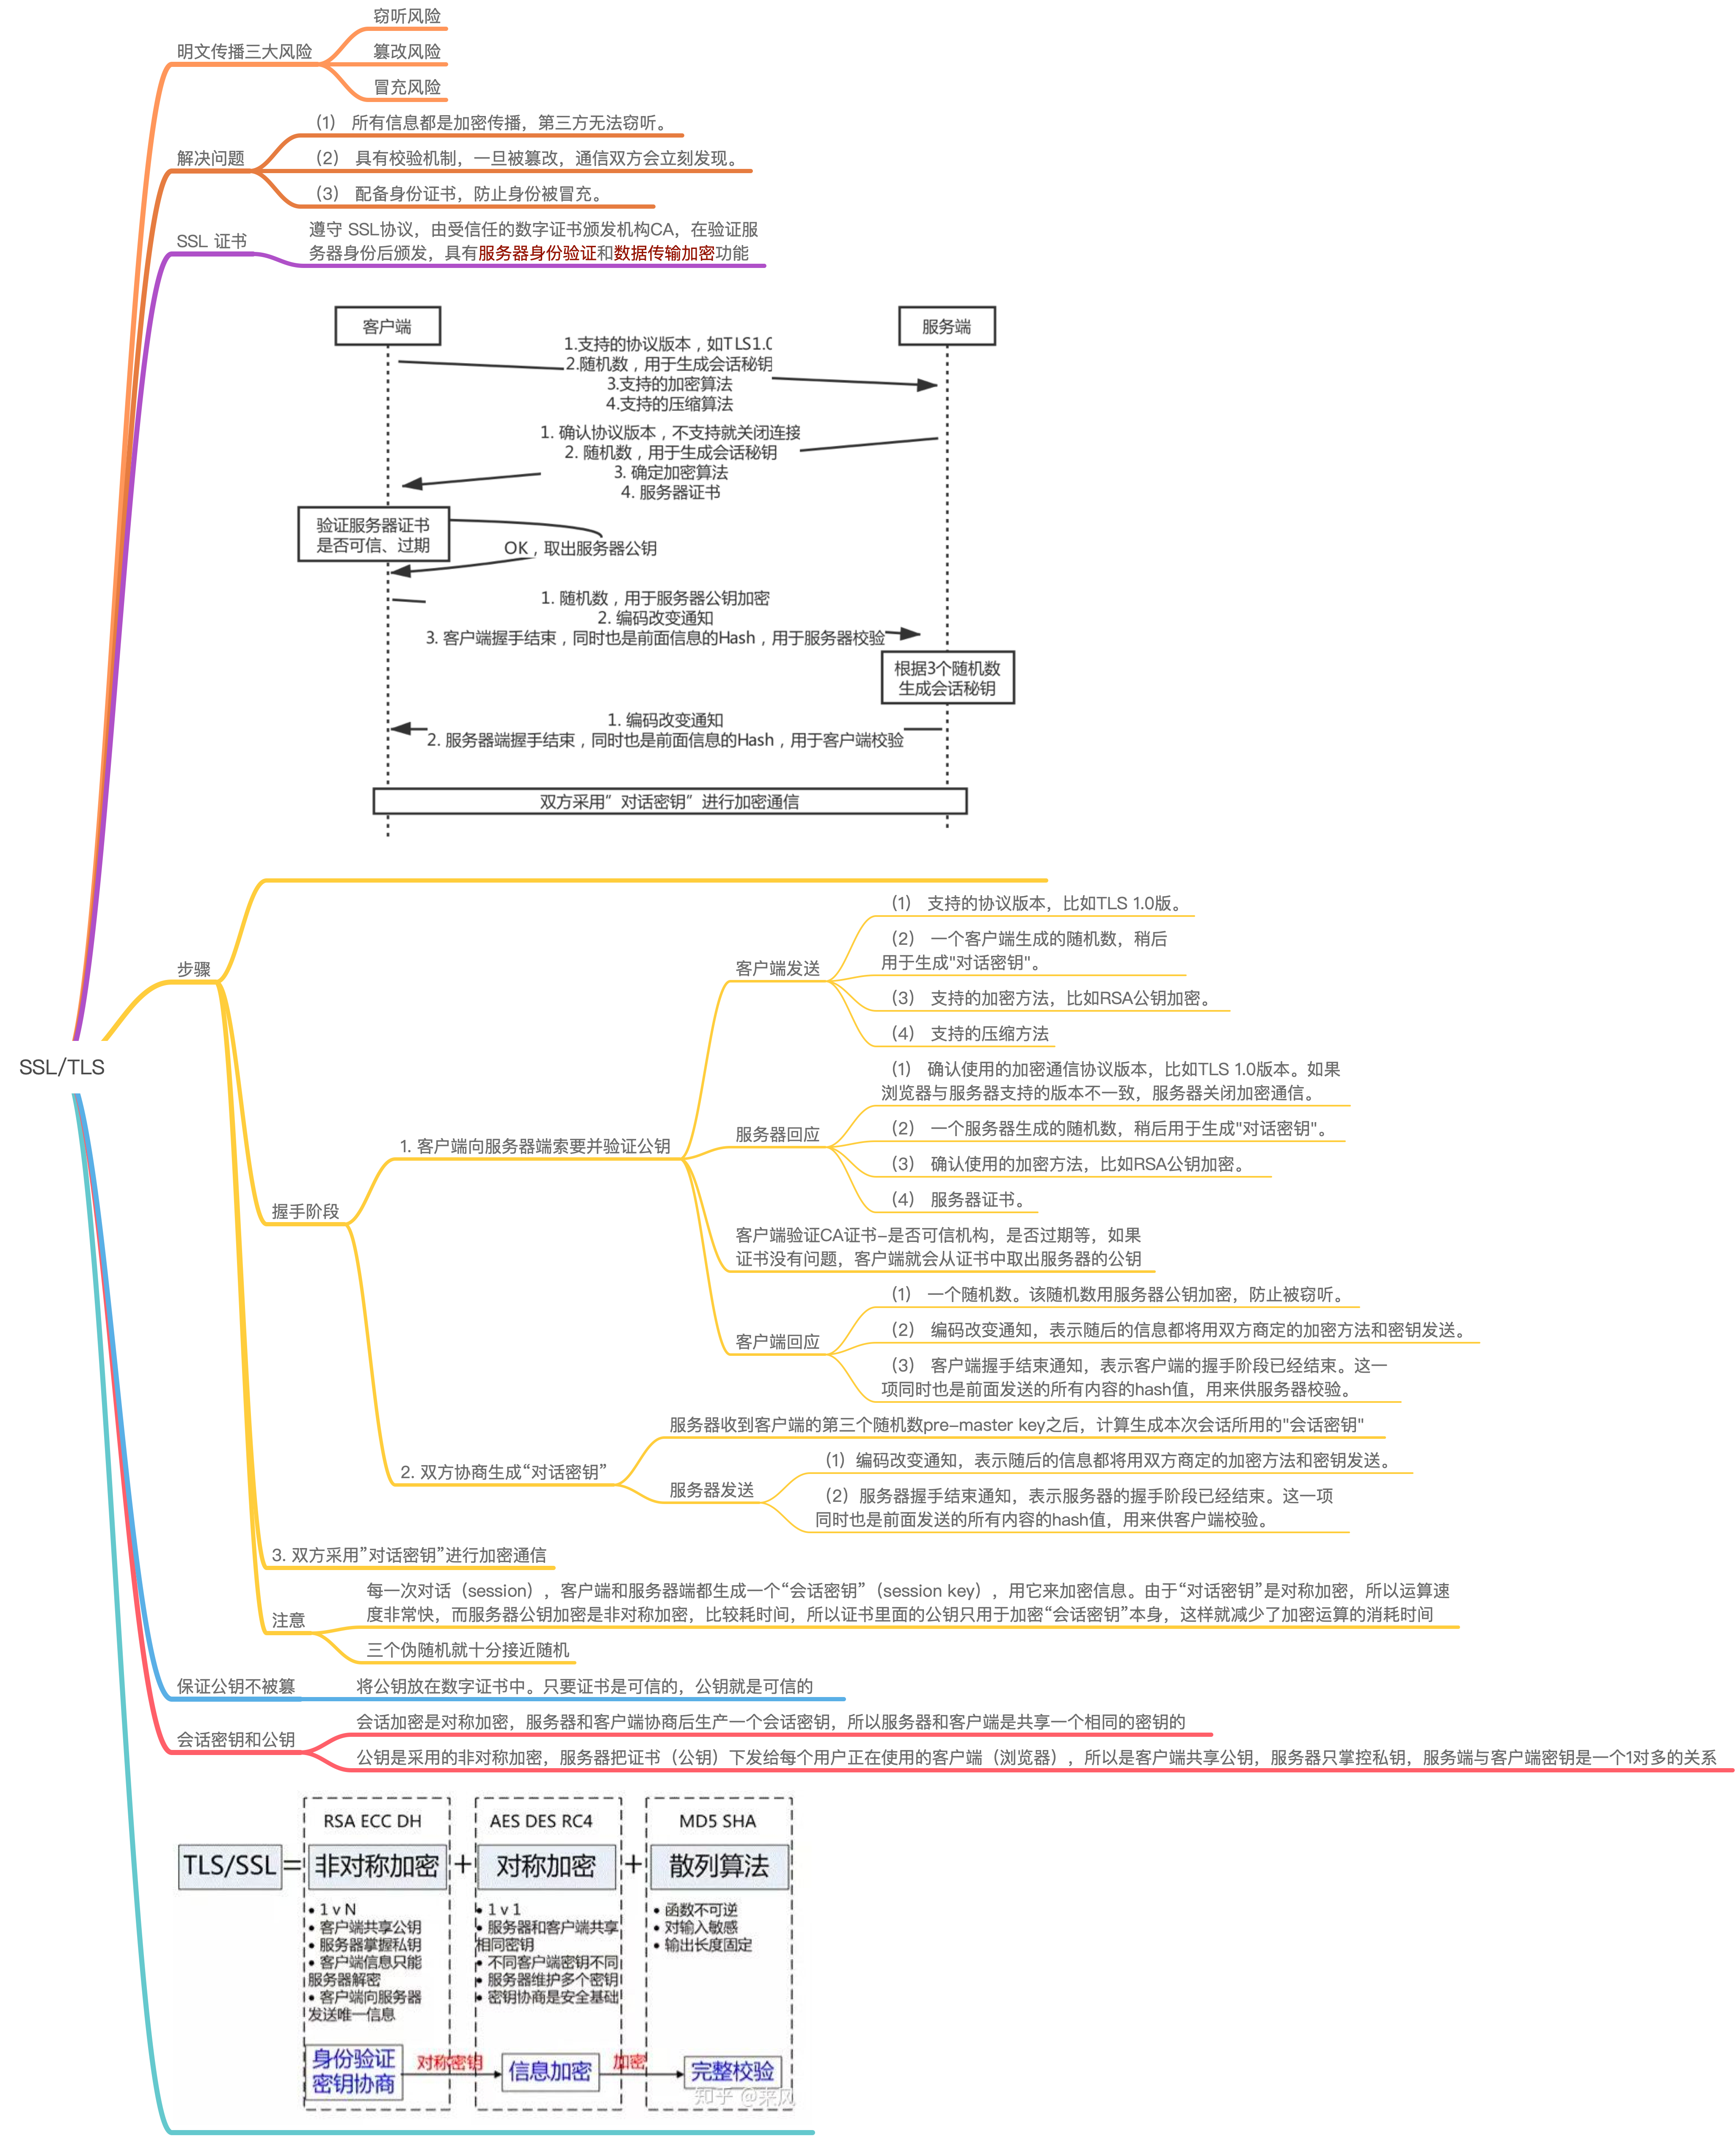 窃听风险
明文传播三大风险
篡改风险
冒充风险
（1） 所有信息都是加密传播，第三方无法窃听。
解决问题
（2） 具有校验机制，一旦被篡改，通信双方会立刻发现。
（3） 配备身份证书，防止身份被冒充。
SSL 证书
遵守 SSL协议，由受信任的数字证书颁发机构CA，在验证服
务器身份后颁发，具有服务器身份验证和数据传输加密功能
客户端
服务端
1.支持的协议版本，如TLS1.0
2.随机数，用于生成会话秘钥
3.支持的加密算法
4.支持的压缩算法
1. 确认协议版本，不支持就关闭连接
2. 随机数，用于生成会话秘钥
3. 确定加密算法
4. 服务器证书
验证服务器证书
是否可信、过期
OK，取出服务器公钥
1. 随机数，用于服务器公钥加密
2. 编码改变通知
3. 客户端握手结束，同时也是前面信息的Hash，用于服务器校验
根据3个随机数
生成会话秘钥
1. 编码改变通知
2. 服务器端握手结束，同时也是前面信息的Hash，用于客户端校验
双方采用”对话密钥”进行加密通信
步骤
SSL/TLS
握手阶段
1. 客户端向服务器端索要并验证公钥
客户端发送
（1） 支持的协议版本，比如TLS 1.0版。
（2） 一个客户端生成的随机数，稍后
用于生成"对话密钥"。
（3） 支持的加密方法，比如RSA公钥加密。
（4） 支持的压缩方法
服务器回应
（1） 确认使用的加密通信协议版本，比如TLS 1.0版本。如果
浏览器与服务器支持的版本不一致，服务器关闭加密通信。
（2） 一个服务器生成的随机数，稍后用于生成"对话密钥"。
（3） 确认使用的加密方法，比如RSA公钥加密。
（4） 服务器证书。
客户端验证CA证书-是否可信机构，是否过期等，如果
证书没有问题，客户端就会从证书中取出服务器的公钥
客户端回应
（1） 一个随机数。该随机数用服务器公钥加密，防止被窃听。
（2） 编码改变通知，表示随后的信息都将用双方商定的加密方法和密钥发送。
（3） 客户端握手结束通知，表示客户端的握手阶段已经结束。这一
项同时也是前面发送的所有内容的hash值，用来供服务器校验。
2. 双方协商生成“对话密钥”
服务器收到客户端的第三个随机数pre-master key之后，计算生成本次会话所用的"会话密钥"
服务器发送
（1）编码改变通知，表示随后的信息都将用双方商定的加密方法和密钥发送。
（2）服务器握手结束通知，表示服务器的握手阶段已经结束。这一项
同时也是前面发送的所有内容的hash值，用来供客户端校验。
3. 双方采用”对话密钥”进行加密通信
注意
每一次对话（session），客户端和服务器端都生成一个“会话密钥”（session key），用它来加密信息。由于“对话密钥”是对称加密，所以运算速
度非常快，而服务器公钥加密是非对称加密，比较耗时间，所以证书里面的公钥只用于加密“会话密钥”本身，这样就减少了加密运算的消耗时间
三个伪随机就十分接近随机
保证公钥不被篡
将公钥放在数字证书中。只要证书是可信的，公钥就是可信的
会话密钥和公钥
会话加密是对称加密，服务器和客户端协商后生产一个会话密钥，所以服务器和客户端是共享一个相同的密钥的
公钥是采用的非对称加密，服务器把证书（公钥）下发给每个用户正在使用的客户端（浏览器），所以是客户端共享公钥，服务器只掌控私钥，服务端与客户端密钥是一个1对多的关系
RSA ECC DH
AES DES RC4
MD5 SHA
TLS/SSL=非对称加密+对称加密+散列算法
• 1 v N
• 客户端共享公钥
• 服务器掌握私钥
• 客户端信息只能
服务器解密
• 客户端向服务器
发送唯一信息
• 1 v 1
• 服务器和客户端共享
相同密钥
• 不同客户端密钥不同
• 服务器维护多个密钥
• 密钥协商是安全基础
• 函数不可逆
• 对输入敏感
• 输出长度固定
身份验证
密钥协商
对称密钥
信息加密
加密
完整校验
知乎 @来风